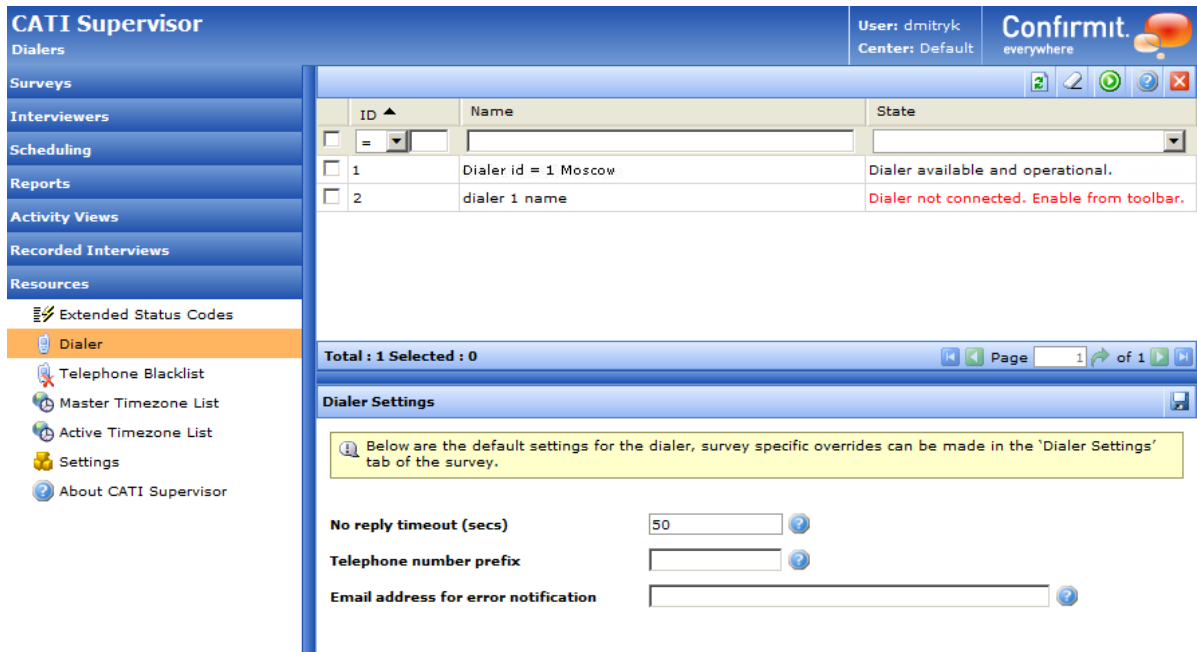 CATI Supervisor
Dialers
User: dmitryk
Center: Default
Confirmit.
everywhere
Surveys
Interviewers
Scheduling
Reports
Activity Views
Recorded Interviews
Resources
Extended Status Codes
Dialer
Telephone Blacklist
Master Timezone List
Active Timezone List
Settings
About CATI Supervisor
ID Name State
=
1 Dialer id = 1 Moscow Dialer available and operational.
2 dialer 1 name Dialer not connected. Enable from toolbar.
Total : 1 Selected : 0 Page 1 of 1
Dialer Settings
Below are the default settings for the dialer, survey specific overrides can be made in the `Dialer Settings'
tab of the survey.
No reply timeout (secs) 50
Telephone number prefix
Email address for error notification